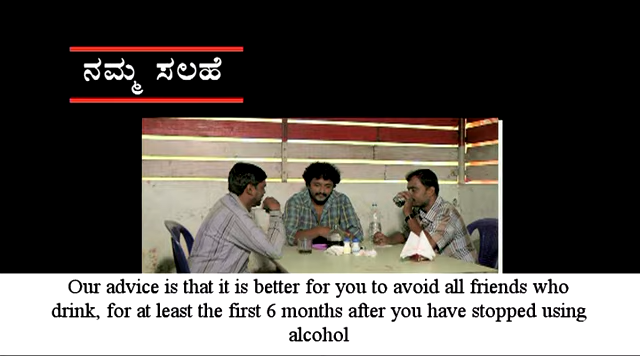 ನಮ್ಮ ಸಲಹೆ
Our advice is that it is better for you to avoid all friends who
drink, for at least the first 6 months after you have stopped using
alcohol